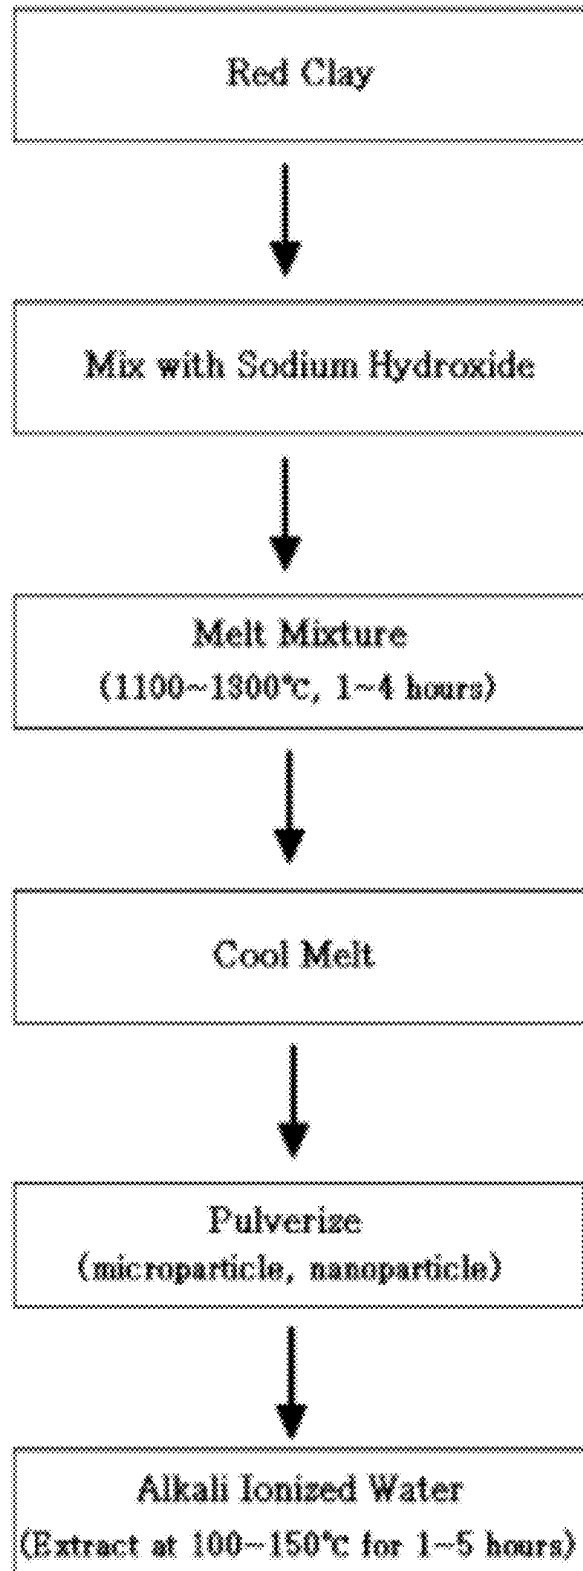 Red Clay
Mix with Sodium Hydroxide
Melt Mixture
(1100~1300℃, 1~4 hours)
Cool Melt
Pulverize
(microparticle, nanoparticle)
Alkali Ionized Water
(Extract at 100~150℃ for 1~5 hours)